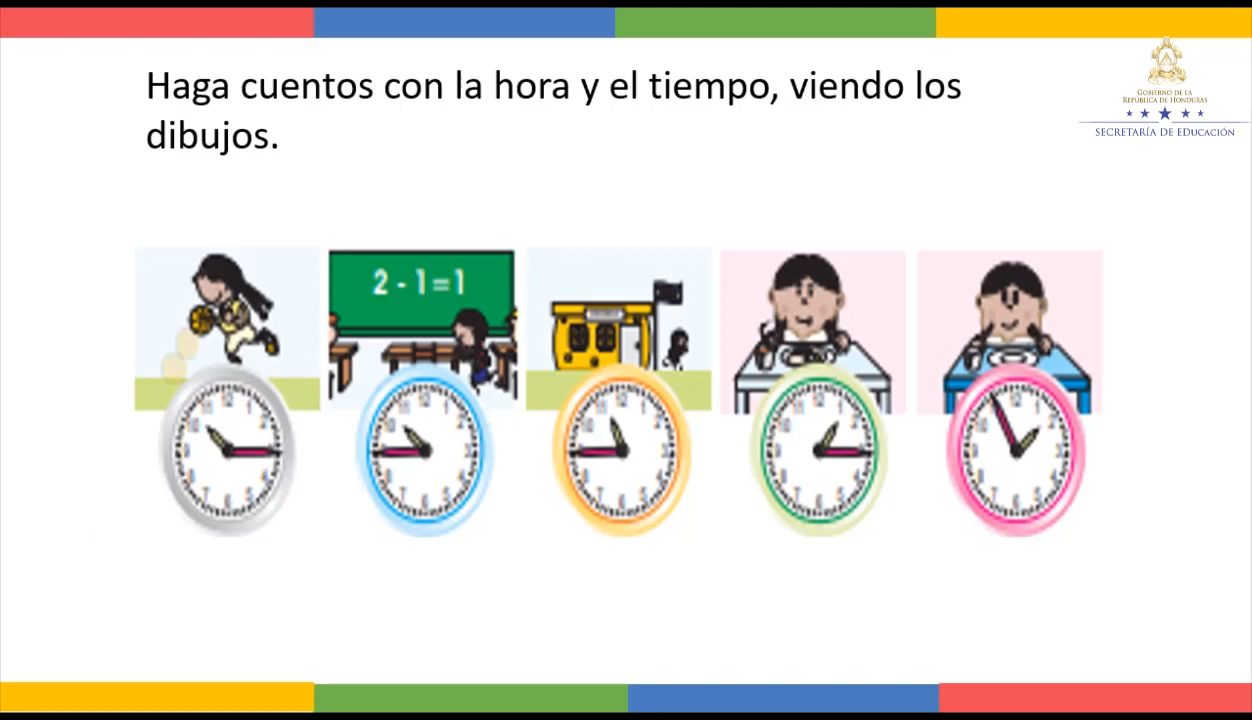 Haga cuentos con la hora y el tiempo, viendo los
dibujos.
GOBIERNO DE LA
REPÚBLICA DE HONDURAS
SECRETARÍA DE EDUCACIÓN
2 - 1 = 1